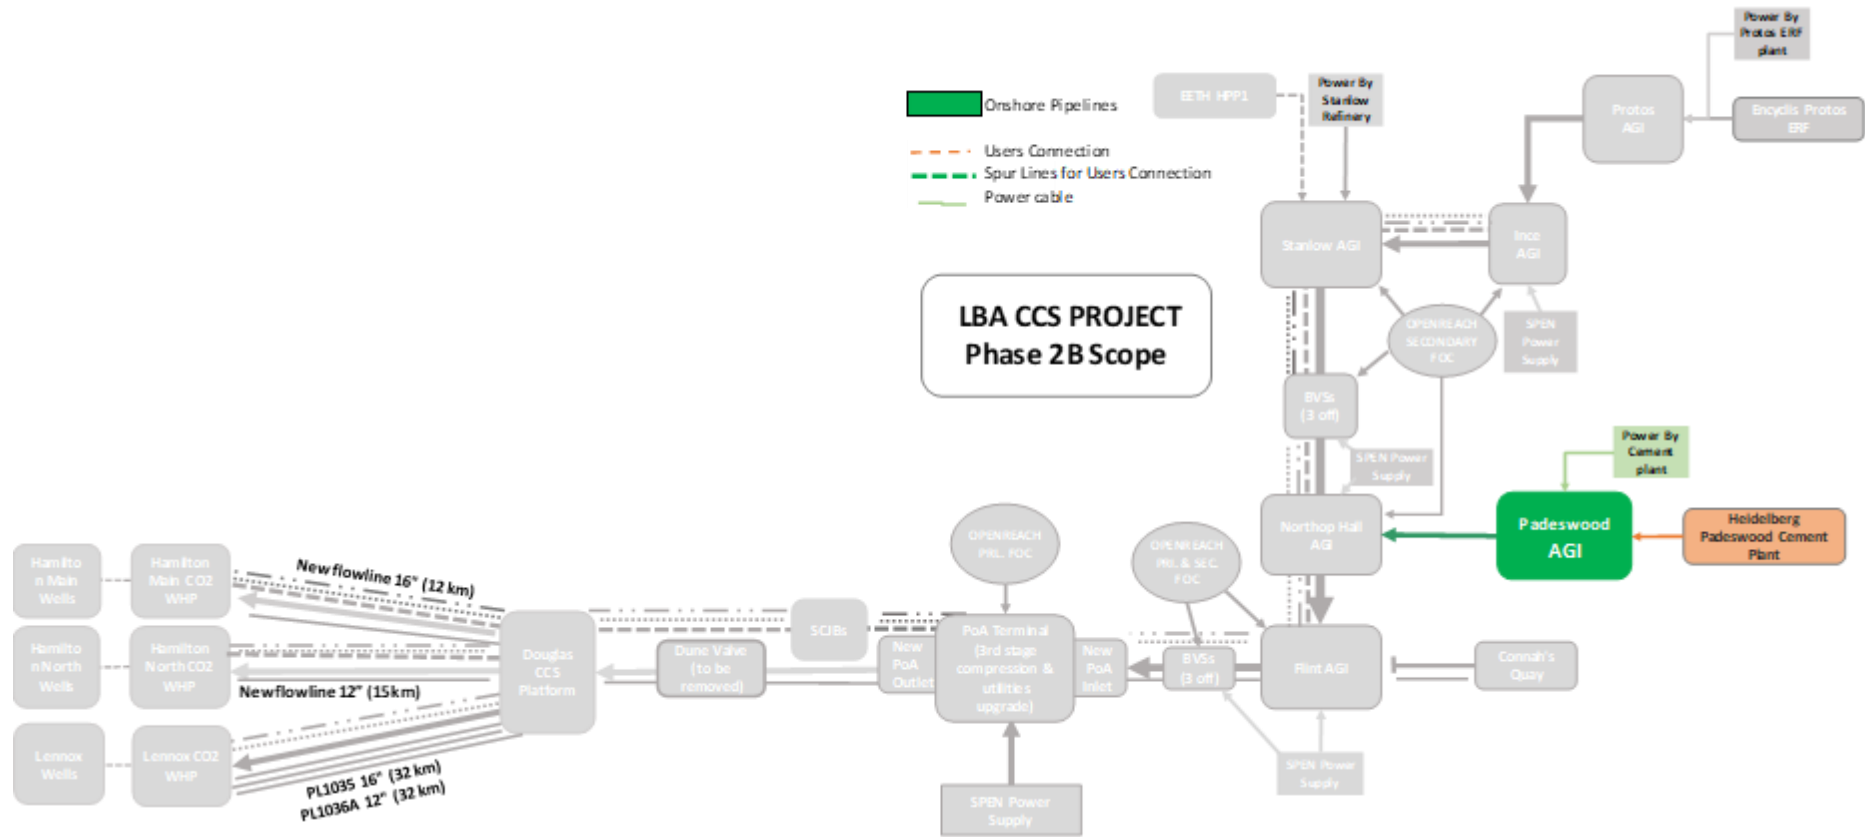 Power By
Protos ERF
plant
EETH HPP1
Power By
Stanlow
Refinery
Protos
AGI
Encyclis Protos
ERF
Onshore Pipelines
Users Connection
Spur Lines for Users Connection
Power cable
Stanlow AGI
Ince
AGI
LBA CCS PROJECT
Phase 2B Scope
OPENREACH
SECONDARY
FOC
SPEN
Power
Supply
BVSs
(3 off)
SPEN Power
Supply
Power By
Cement
plant
Northop Hall
AGI
Padeswood
AGI
Heidelberg
Padeswood Cement
Plant
OPENREACH
PRI. FOC
OPENREACH
PRI. & SEC.
FOC
Hamilto
n Main
Wells
Hamilton
Main CO2
WHP
New flowline 16" (12 km)
SCJBs
Hamilto
n North
Wells
Hamilton
North CO2
WHP
New flowline 12" (15 km)
Douglas
CCS
Platform
Dune Valve
(to be
removed)
New
PoA
Outlet
PoA Terminal
(3rd stage
compression &
utilities
upgrade)
New
PoA
Inlet
BVSs
(3 off)
Flint AGI
Connah's
Quay
Lennox
Wells
Lennox CO2
WHP
PL1035 16" (32 km)
PL1036A 12" (32 km)
SPEN Power
Supply
SPEN Power
Supply